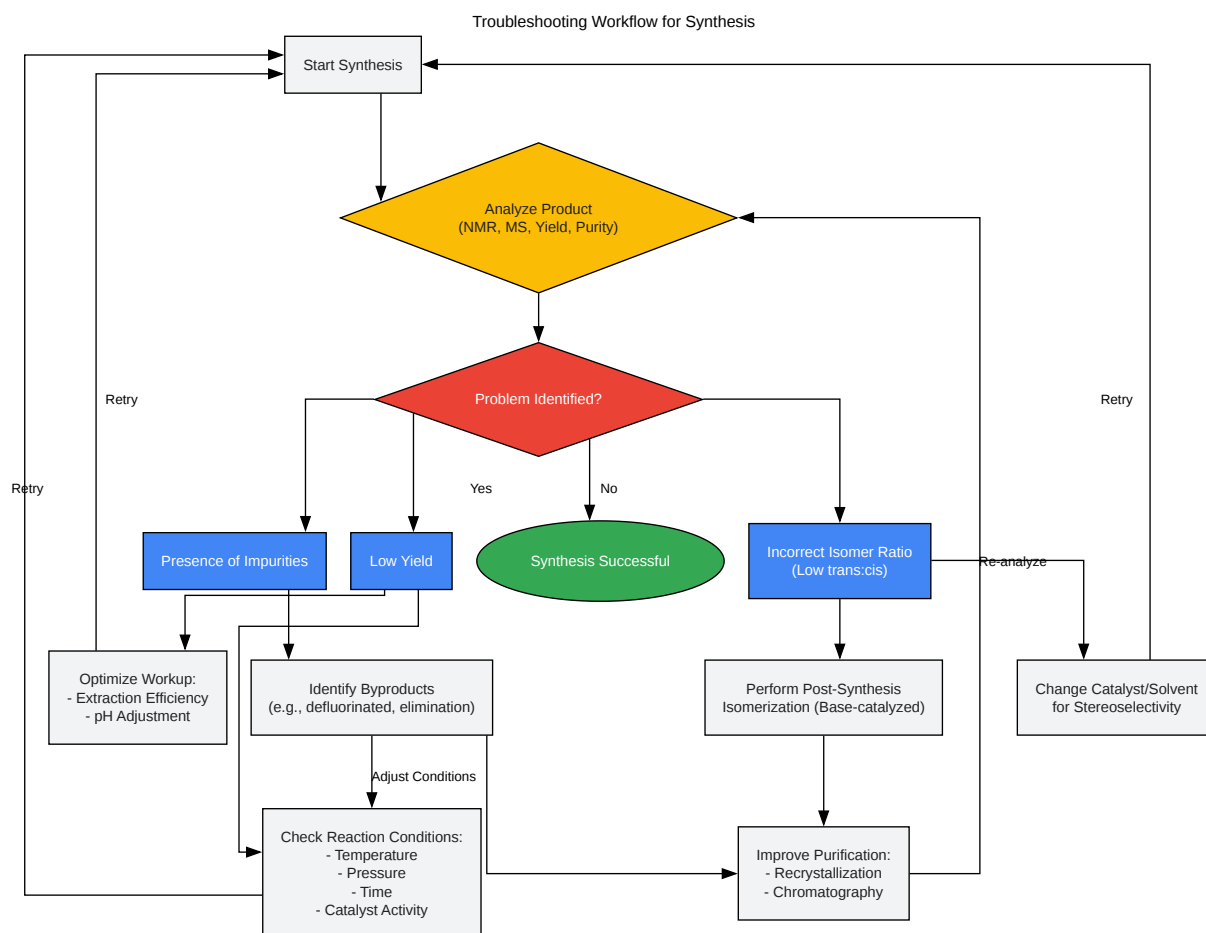 Troubleshooting Workflow for Synthesis
Start Synthesis
Analyze Product
(NMR, MS, Yield, Purity)
Problem Identified?
Retry
Retry
Retry
Yes
No
Presence of Impurities
Low Yield
Synthesis Successful
Incorrect Isomer Ratio
(Low trans:cis)
Re-analyze
Optimize Workup:
- Extraction Efficiency
- pH Adjustment
Identify Byproducts
(e.g., defluorinated, elimination)
Perform Post-Synthesis
Isomerization (Base-catalyzed)
Change Catalyst/Solvent
for Stereoselectivity
Adjust Conditions
Check Reaction Conditions:
- Temperature
- Pressure
- Time
- Catalyst Activity
Improve Purification:
- Recrystallization
- Chromatography